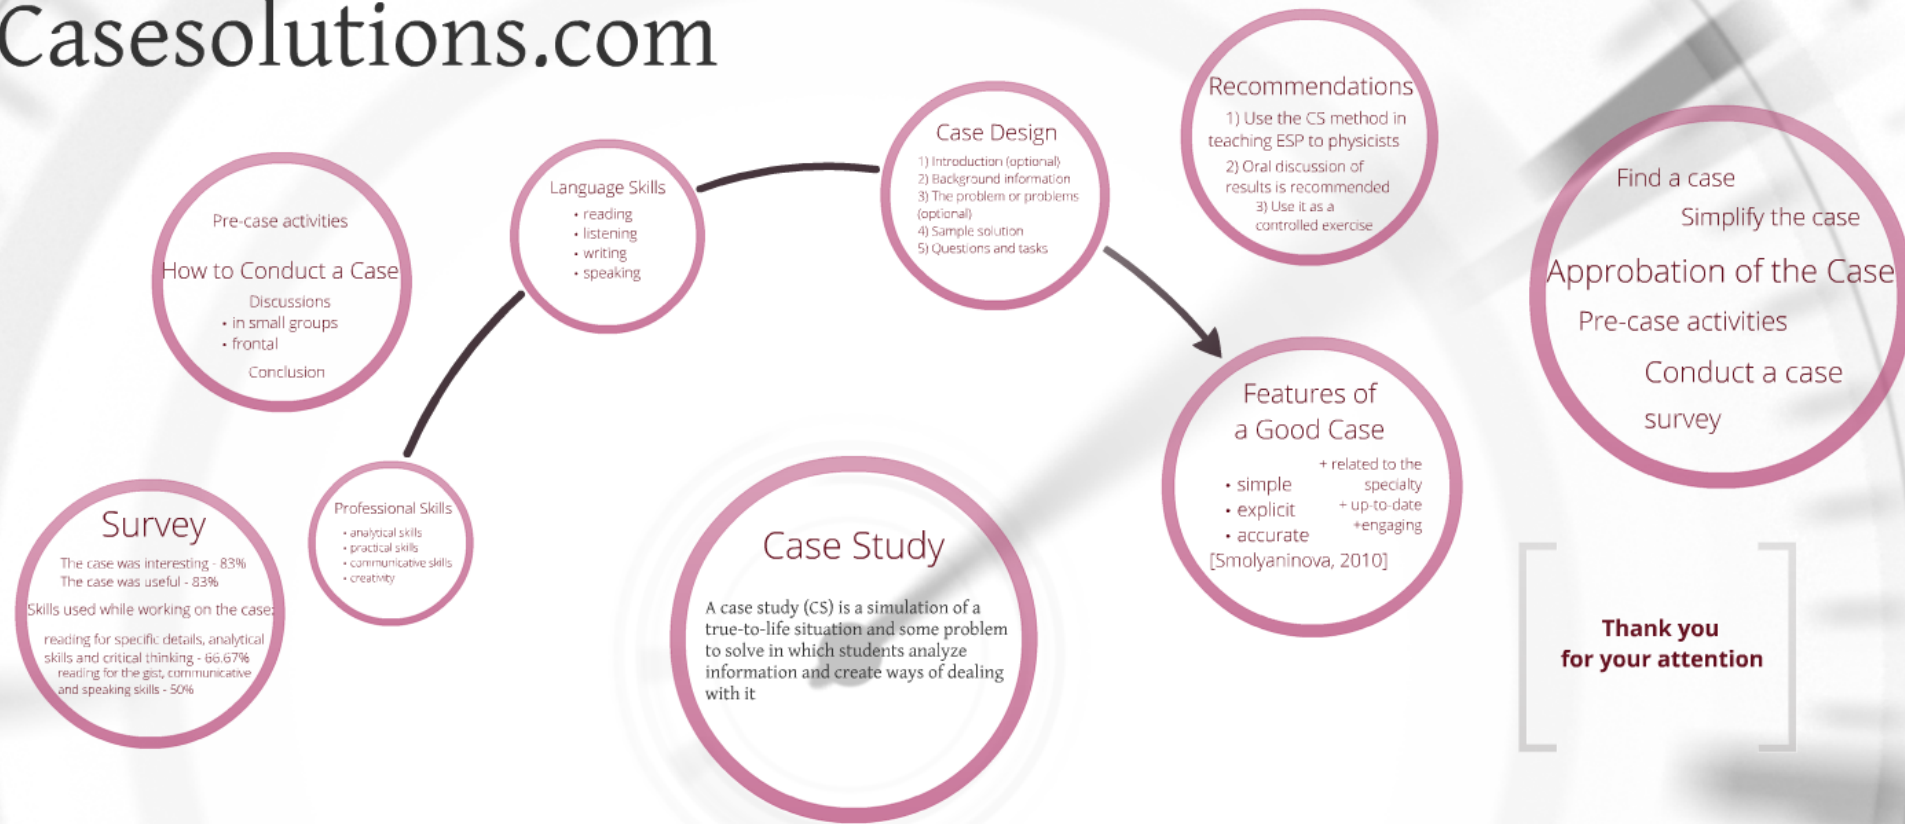 Casesolutions.com
Pre-case activities
How to Conduct a Case
Discussions
• in small groups
• frontal
Conclusion
Survey
The case was interesting - 83%
The case was useful - 83%
Skills used while working on the case:
reading for specific details, analytical
skills and critical thinking - 66.67%
reading for the gist, communicative
and speaking skills - 50%
Professional Skills
• analytical skills
• practical skills
• communicative skills
• creativity
Language Skills
• reading
• listening
• writing
• speaking
Case Design
1) Introduction (optional)
2) Background information
3) The problem or problems
(optional)
4) Sample solution
5) Questions and tasks
Case Study
A case study (CS) is a simulation of a
true-to-life situation and some problem
to solve in which students analyze
information and create ways of dealing
with it
Recommendations
1) Use the CS method in
teaching ESP to physicists
2) Oral discussion of
results is recommended
3) Use it as a
controlled exercise
Features of
a Good Case
• simple
• explicit
• accurate
+ related to the
specialty
+ up-to-date
+engaging
[Smolyaninova, 2010]
Find a case
Simplify the case
Approbation of the Case
Pre-case activities
Conduct a case
survey
Thank you
for your attention